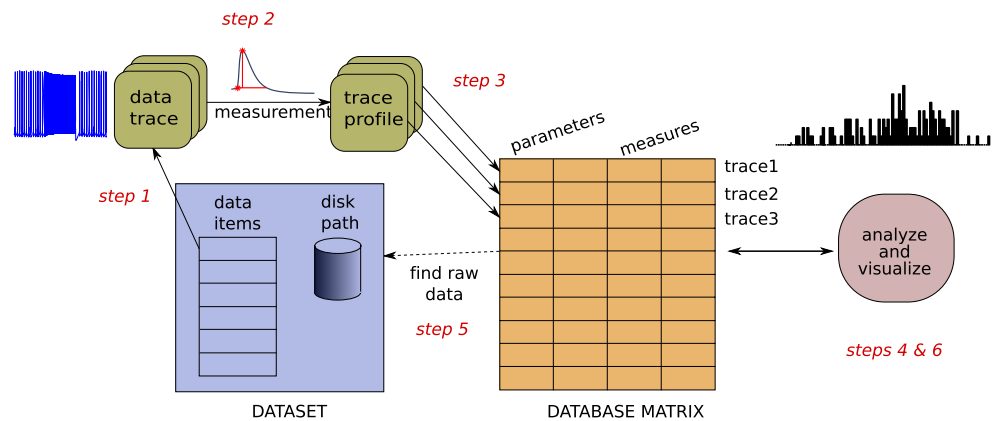 step 2
data
trace
measurement
trace
profile
step 3
parameters
measures
trace1
trace2
trace3
step 1
data
items
disk
path
find raw
data
step 5
analyze
and
visualize
steps 4 & 6
DATASET
DATABASE MATRIX